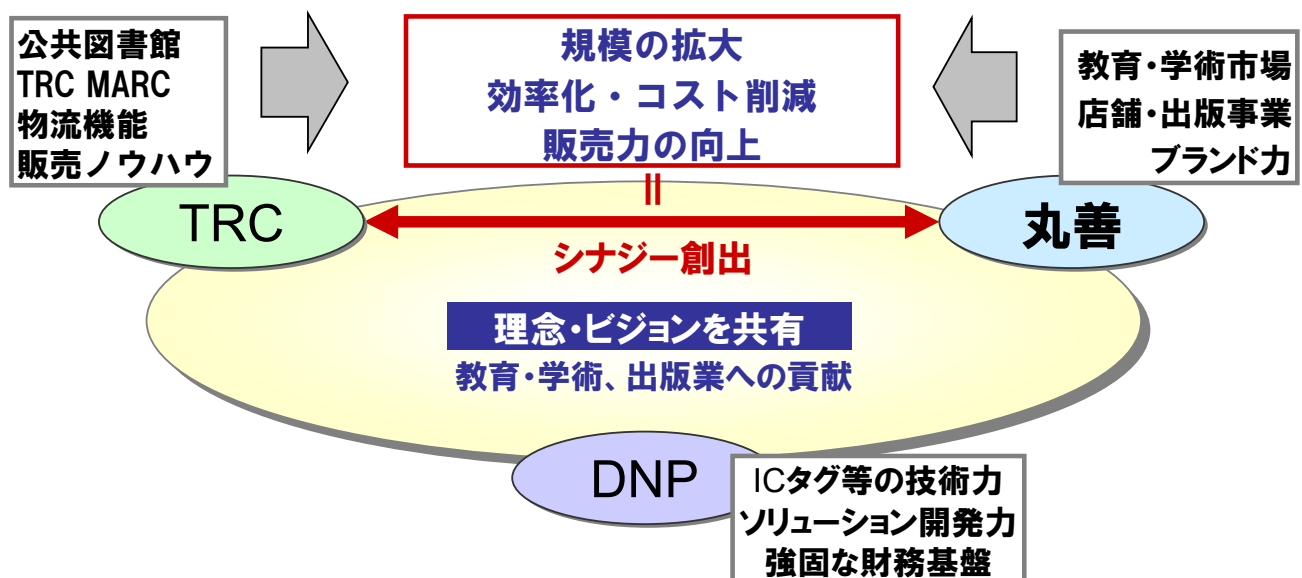 公共図書館
TRC MARC
物流機能
販売ノウハウ
規模の拡大
効率化・コスト削減
販売力の向上
教育・学術市場
店舗・出版事業
ブランド力
=
TRC
丸善
シナジー創出
理念・ビジョンを共有
教育・学術、出版業への貢献
DNP
ICタグ等の技術力
ソリューション開発力
強固な財務基盤